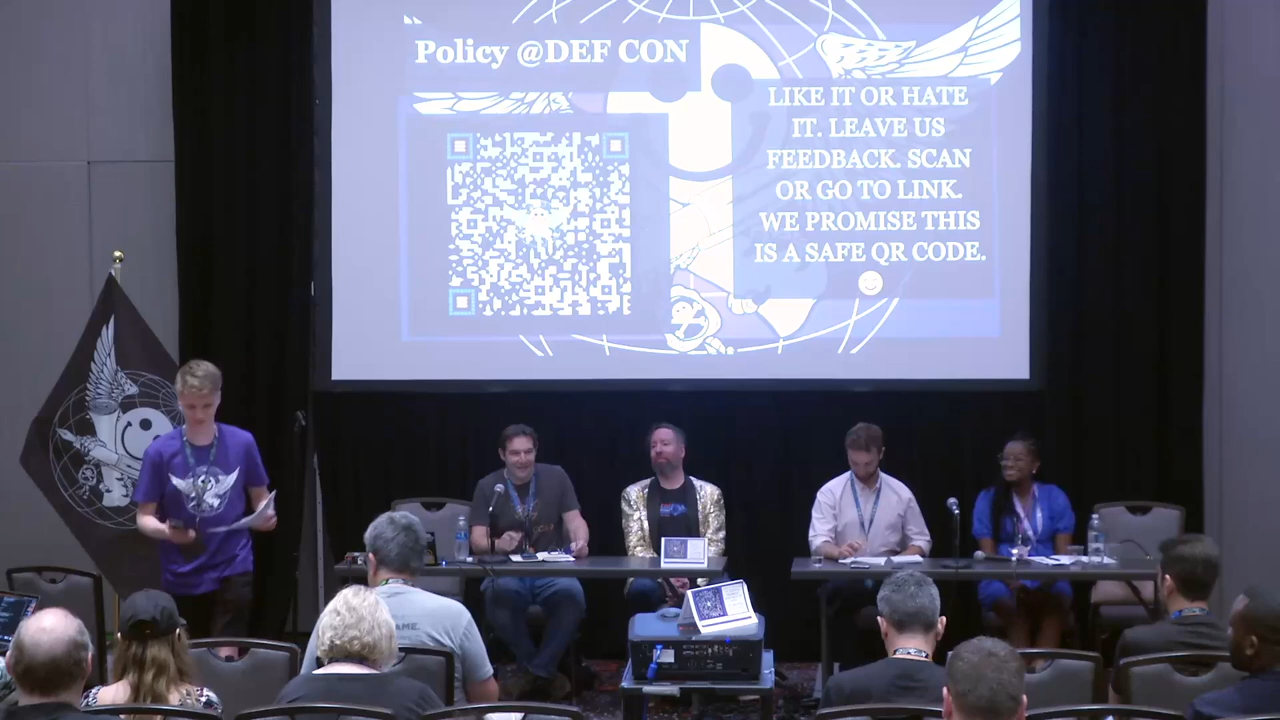 Policy @DEF CON
LIKE IT OR HATE
IT. LEAVE US
FEEDBACK. SCAN
OR GO TO LINK.
WE PROMISE THIS
IS A SAFE QR CODE.
AME.